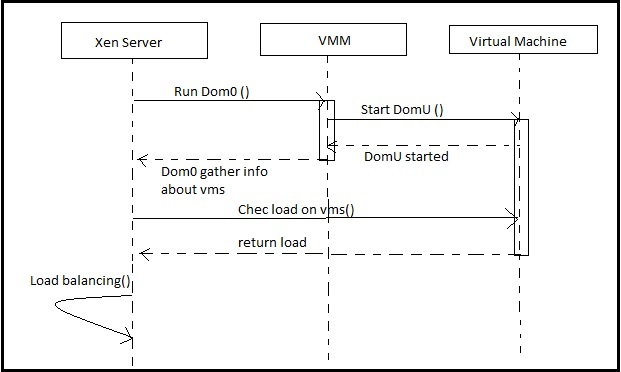 Xen Server
VMM
Virtual Machine
Run Dom0 ()
Start DomU ()
DomU started
Dom0 gather info
about vms
Chec load on vms()
return load
Load balancing()